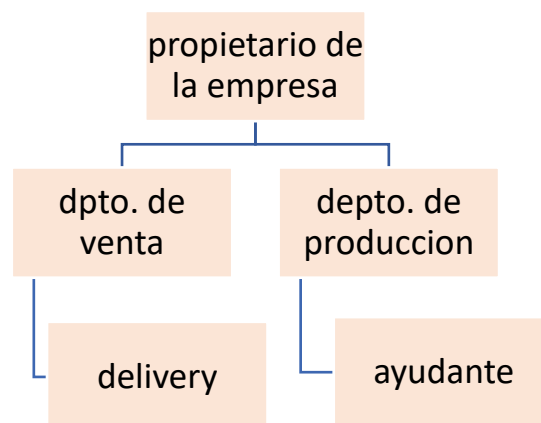 propietario de
la empresa
dpto. de
venta
depto. de
produccion
delivery
ayudante